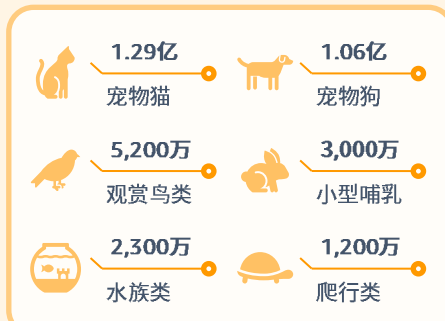 1.29亿
1.06亿
宠物猫
宠物狗
5,200万
3,000万
观赏鸟类
小型哺乳
2,300万
1,200万
水族类
爬行类